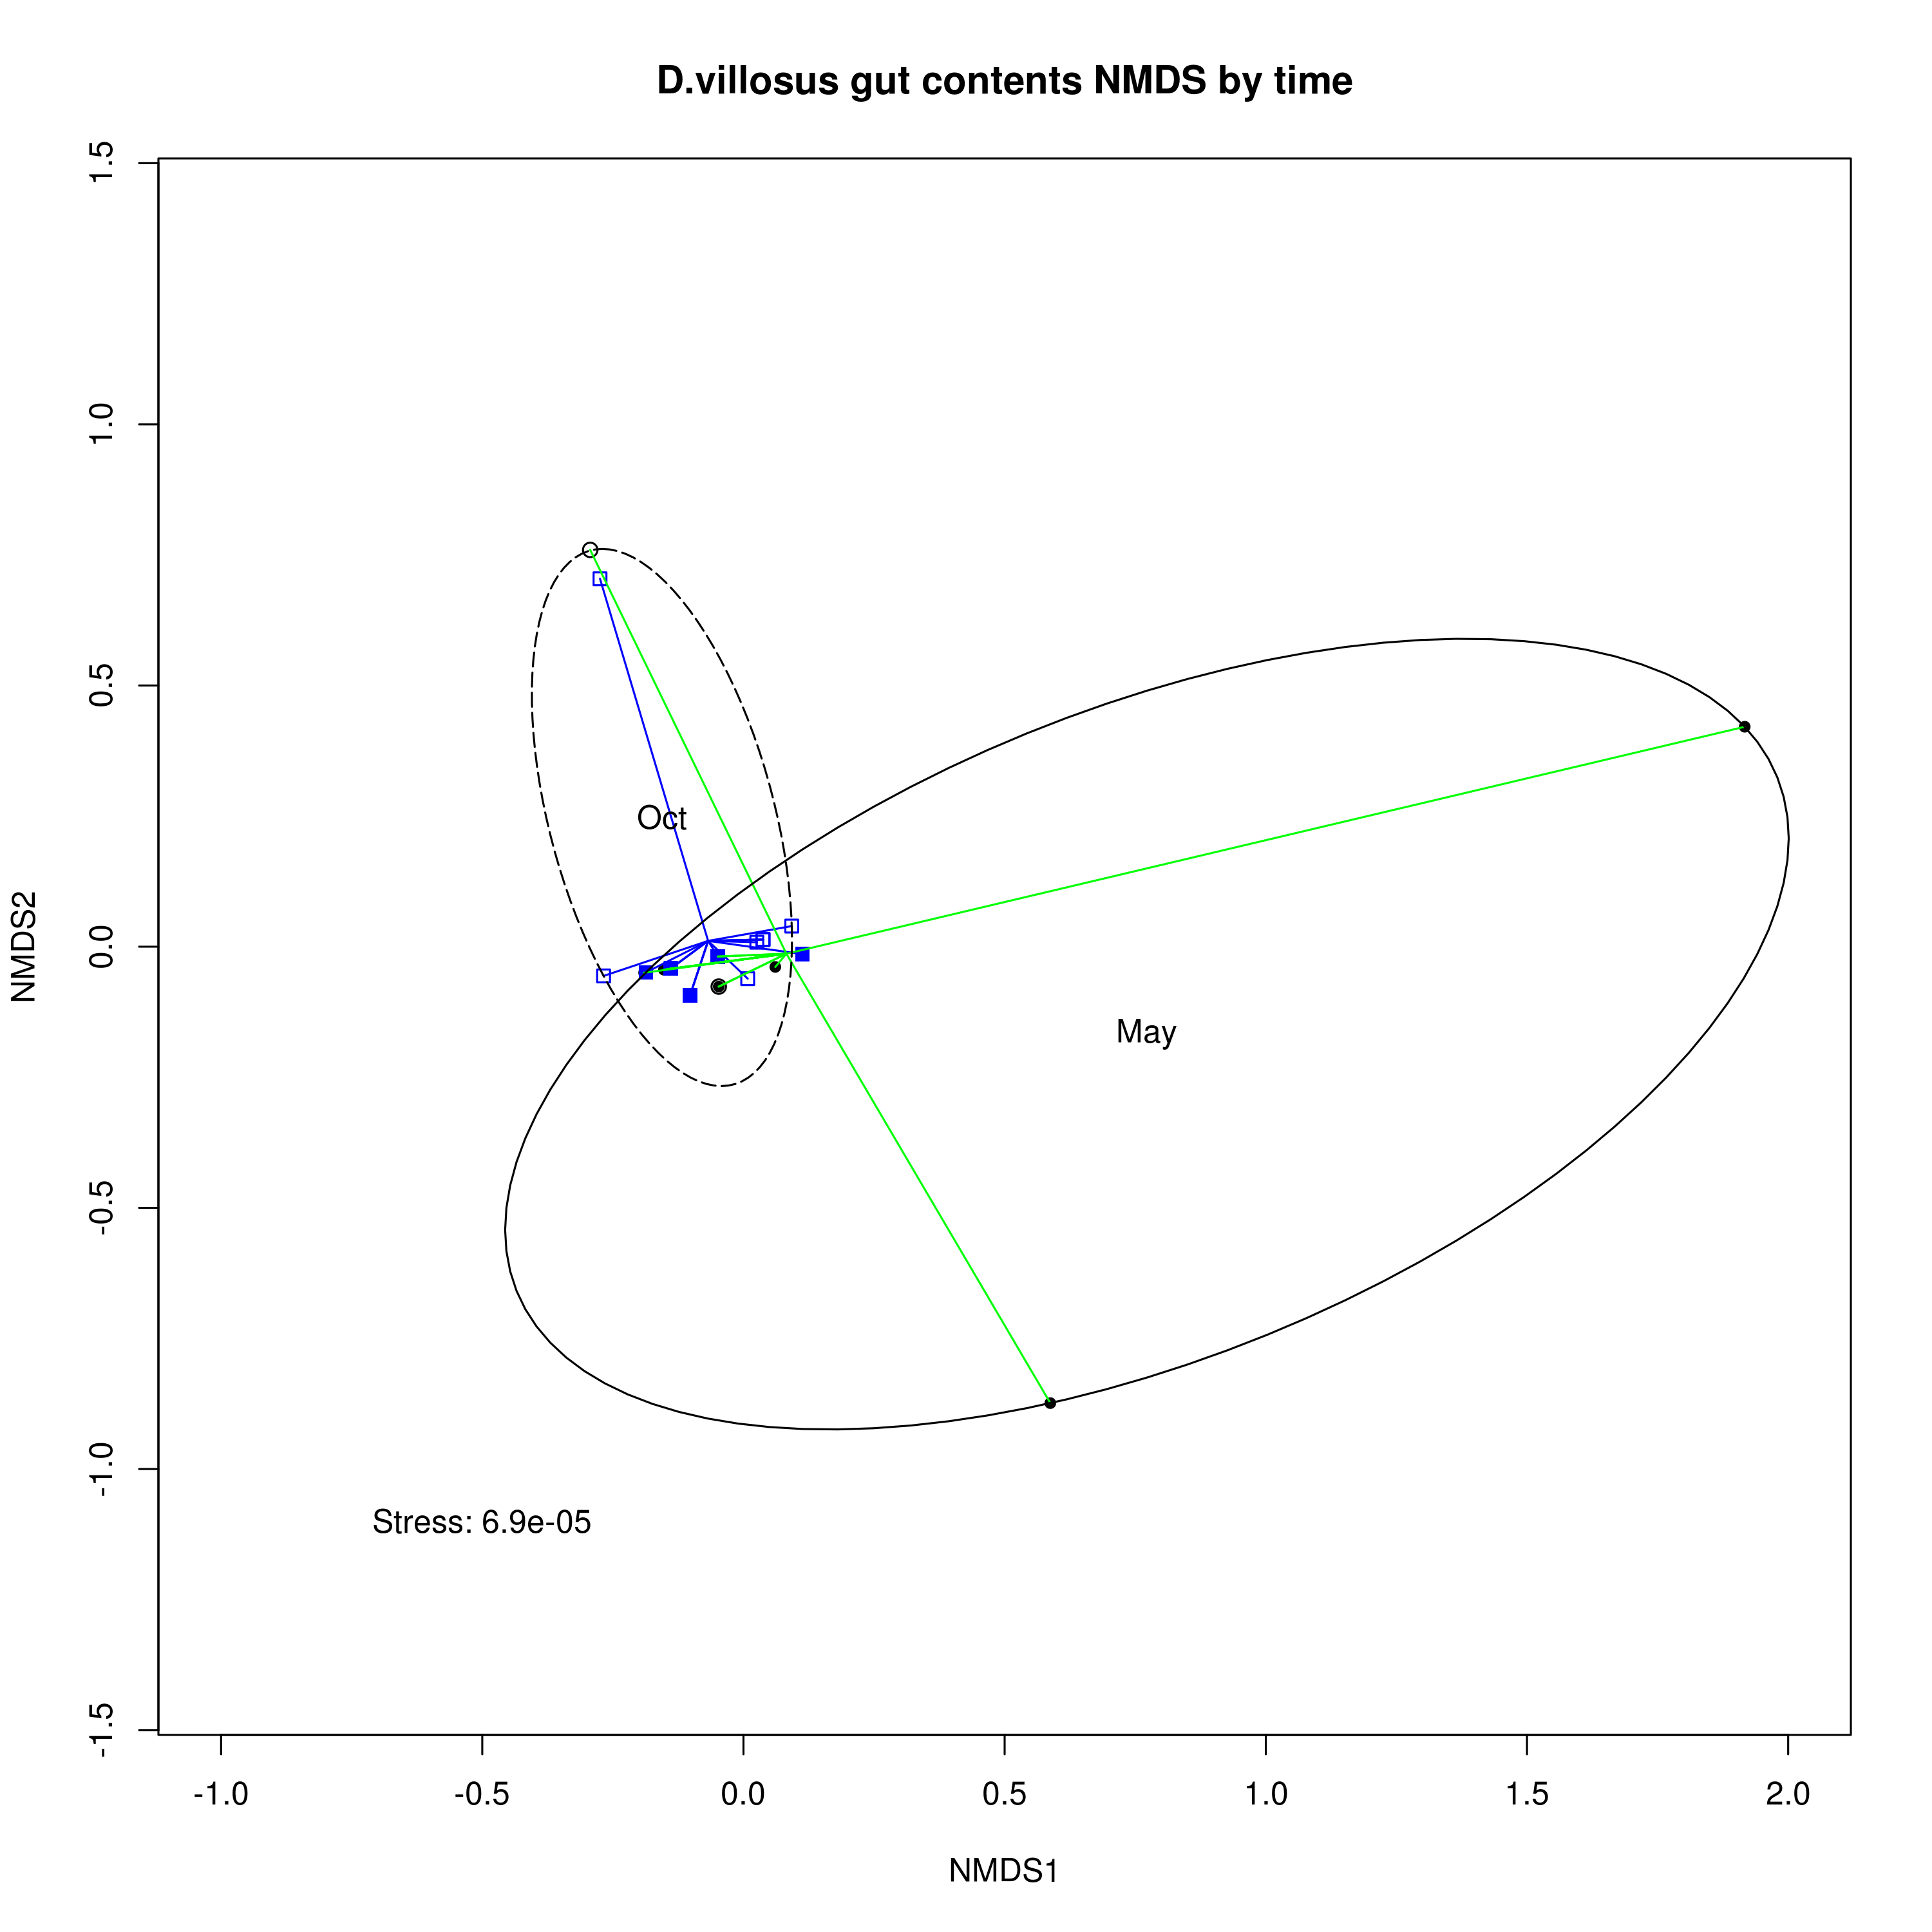 D.villosus gut contents NMDS by time
1.5
1.0
0.5
0.0
-0.5
-1.0
-1.5
NMDS2
Oct
May
Stress: 6.9e-05
-1.0 -0.5 0.0 0.5 1.0 1.5 2.0
NMDS1